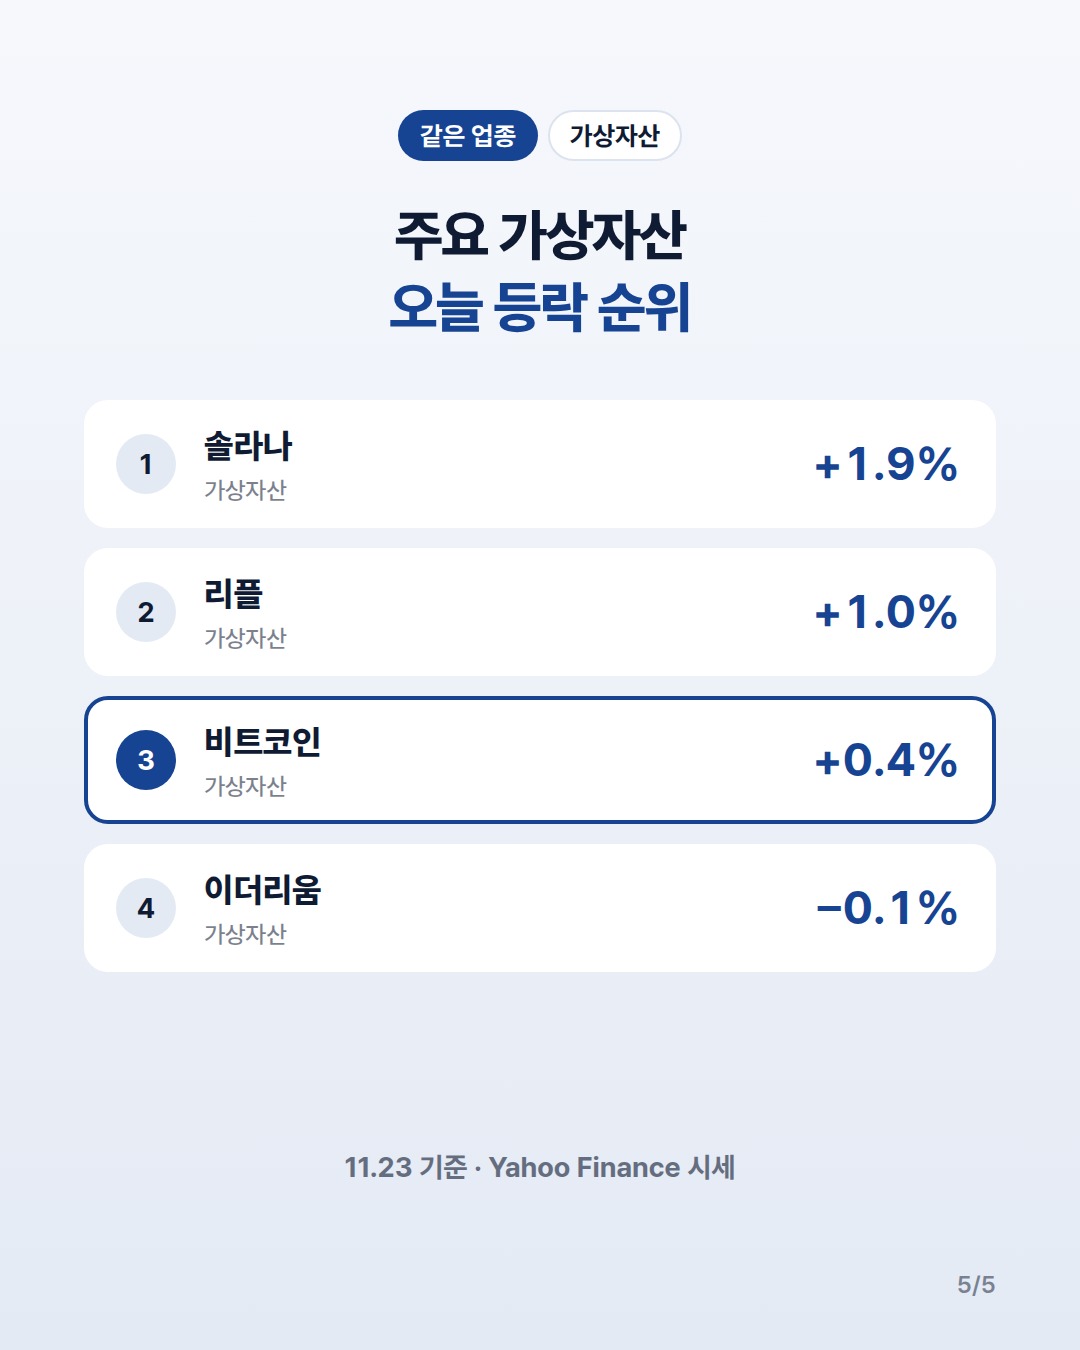 같은 업종 가상자산
주요 가상자산
오늘 등락 순위
1 솔라나 +1.9%
가상자산
2 리플 +1.0%
가상자산
3 비트코인 +0.4%
가상자산
4 이더리움 −0.1%
가상자산
11.23 기준 · Yahoo Finance 시세
5/5